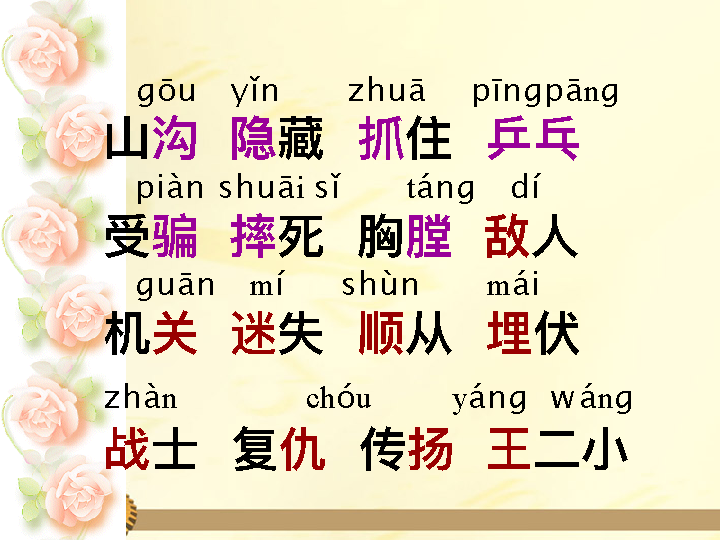 gōu yǐn zhuā pīngpāng
山沟 隐藏 抓住 乒乓
piàn shuāi sǐ táng dí
受骗 摔死 胸膛 敌人
guān mí shùn mái
机关 迷失 顺从 埋伏
zhàn chóu yáng wáng
战士 复仇 传扬 王二小